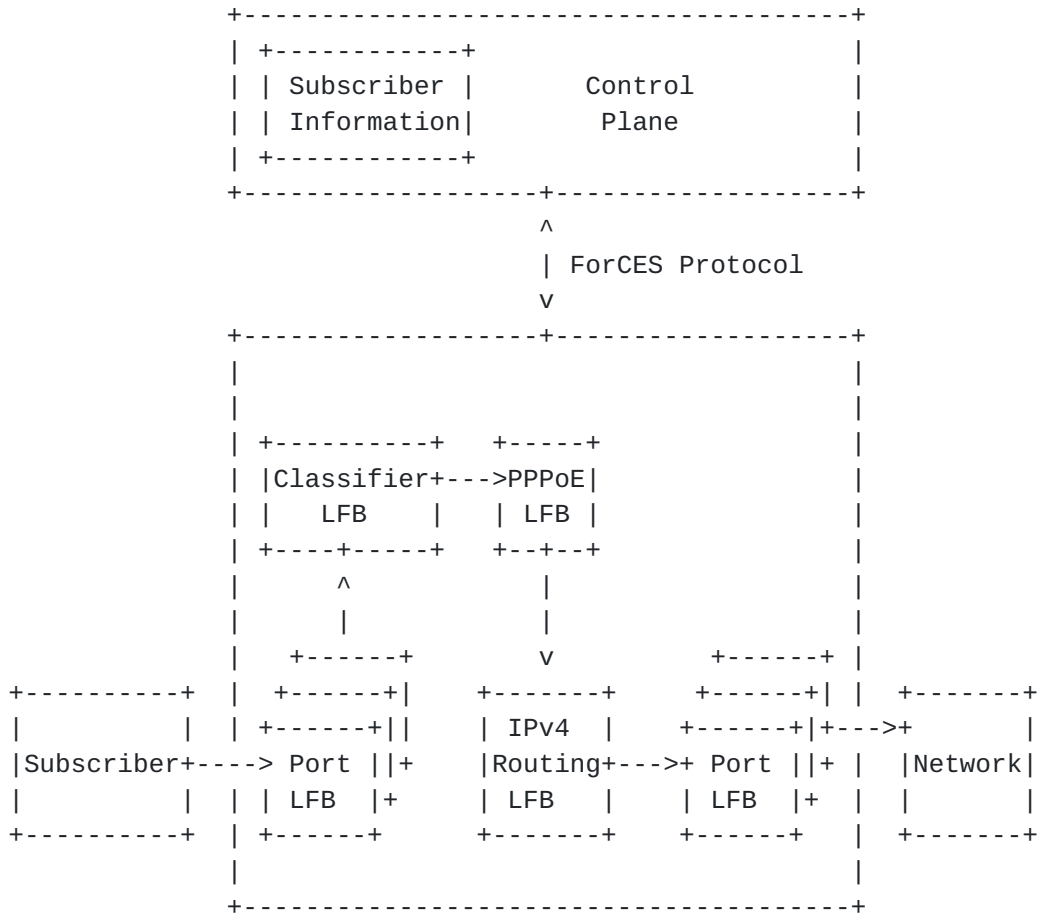 Subscriber Control
Information Plane
ForCES Protocol
Classifier PPPoE
LFB LFB
IPv4
Subscriber Port Routing Port Network
LFB LFB LFB